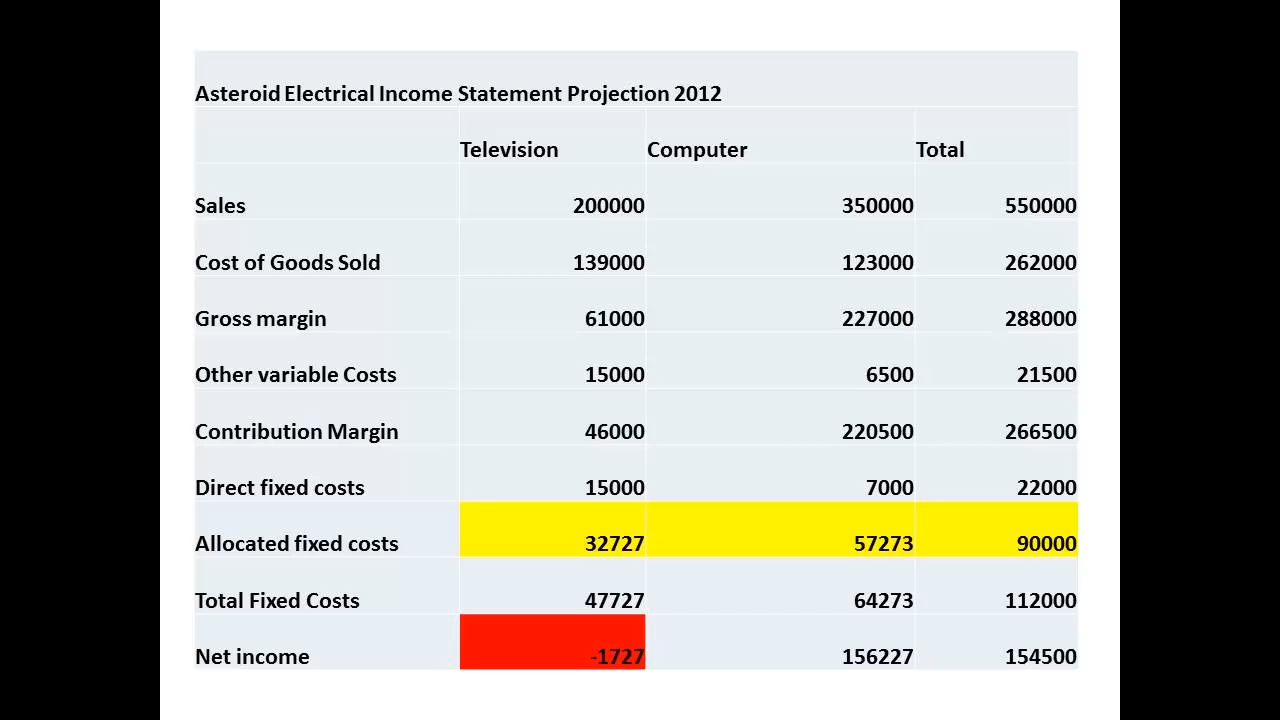 Asteroid Electrical Income Statement Projection 2012
Television Computer Total
Sales 200000 350000 550000
Cost of Goods Sold 139000 123000 262000
Gross margin 61000 227000 288000
Other variable Costs 15000 6500 21500
Contribution Margin 46000 220500 266500
Direct fixed costs 15000 7000 22000
Allocated fixed costs 32727 57273 90000
Total Fixed Costs 47727 64273 112000
Net income -1727 156227 154500